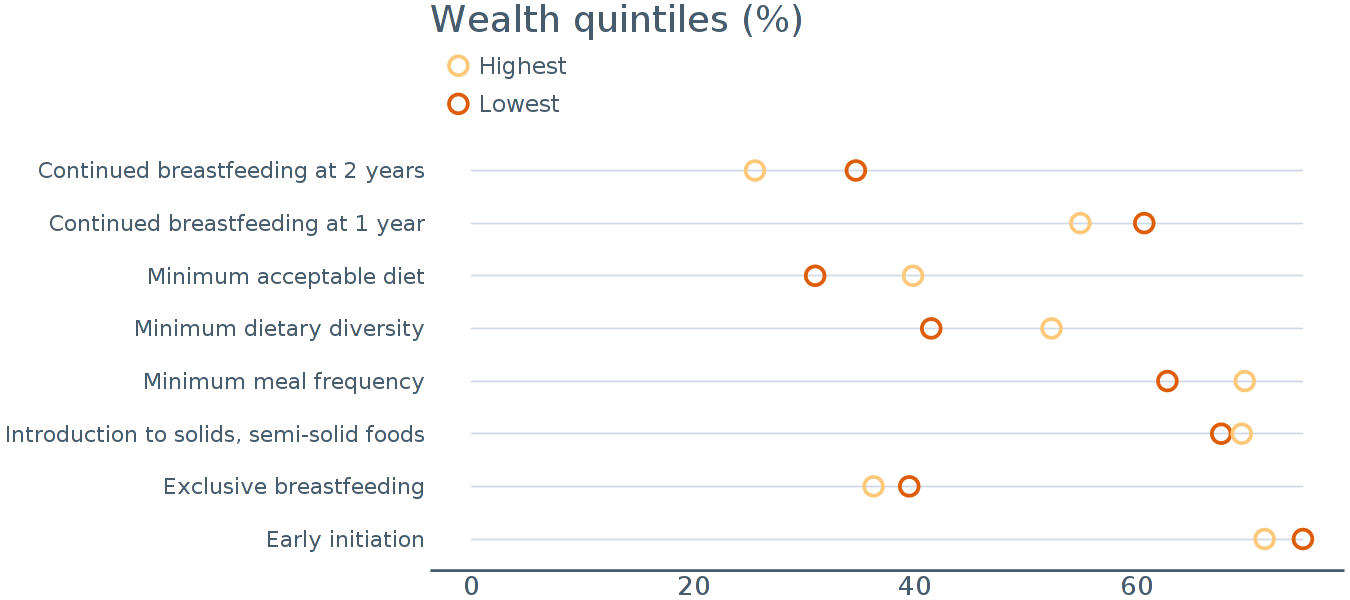 Wealth quintiles (%)
Highest
Lowest
Continued breastfeeding at 2 years
Continued breastfeeding at 1 year
Minimum acceptable diet
Minimum dietary diversity
Minimum meal frequency
Introduction to solids, semi-solid foods
Exclusive breastfeeding
Early initiation
0 20 40 60